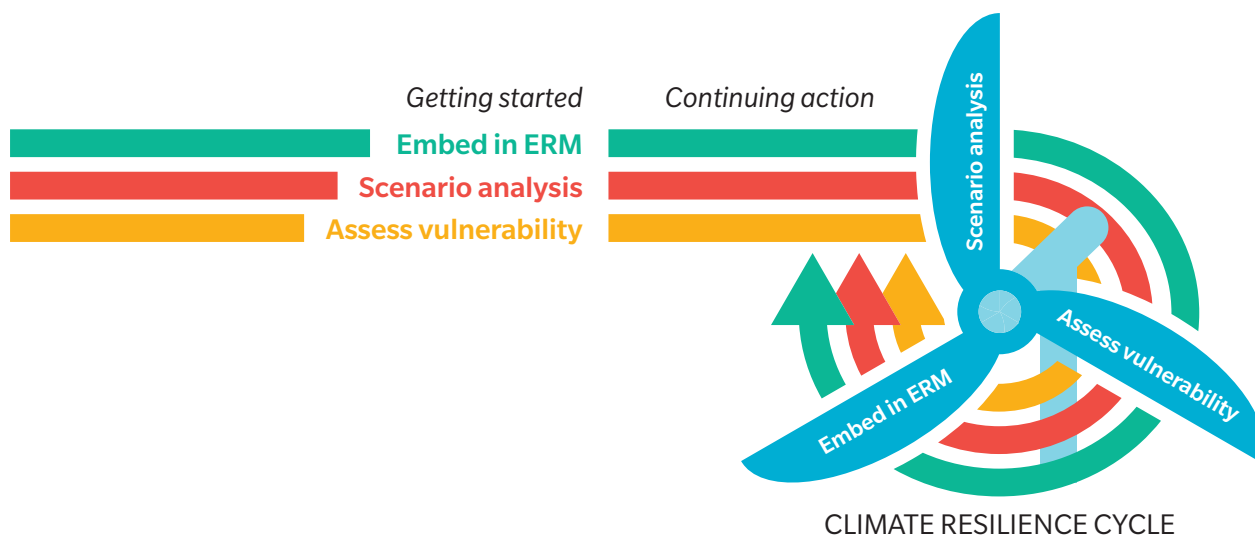 Getting started
Continuing action
Embed in ERM
Scenario analysis
Assess vulnerability
Scenario analysis
Assess vulnerability
Embed in ERM
CLIMATE RESILIENCE CYCLE